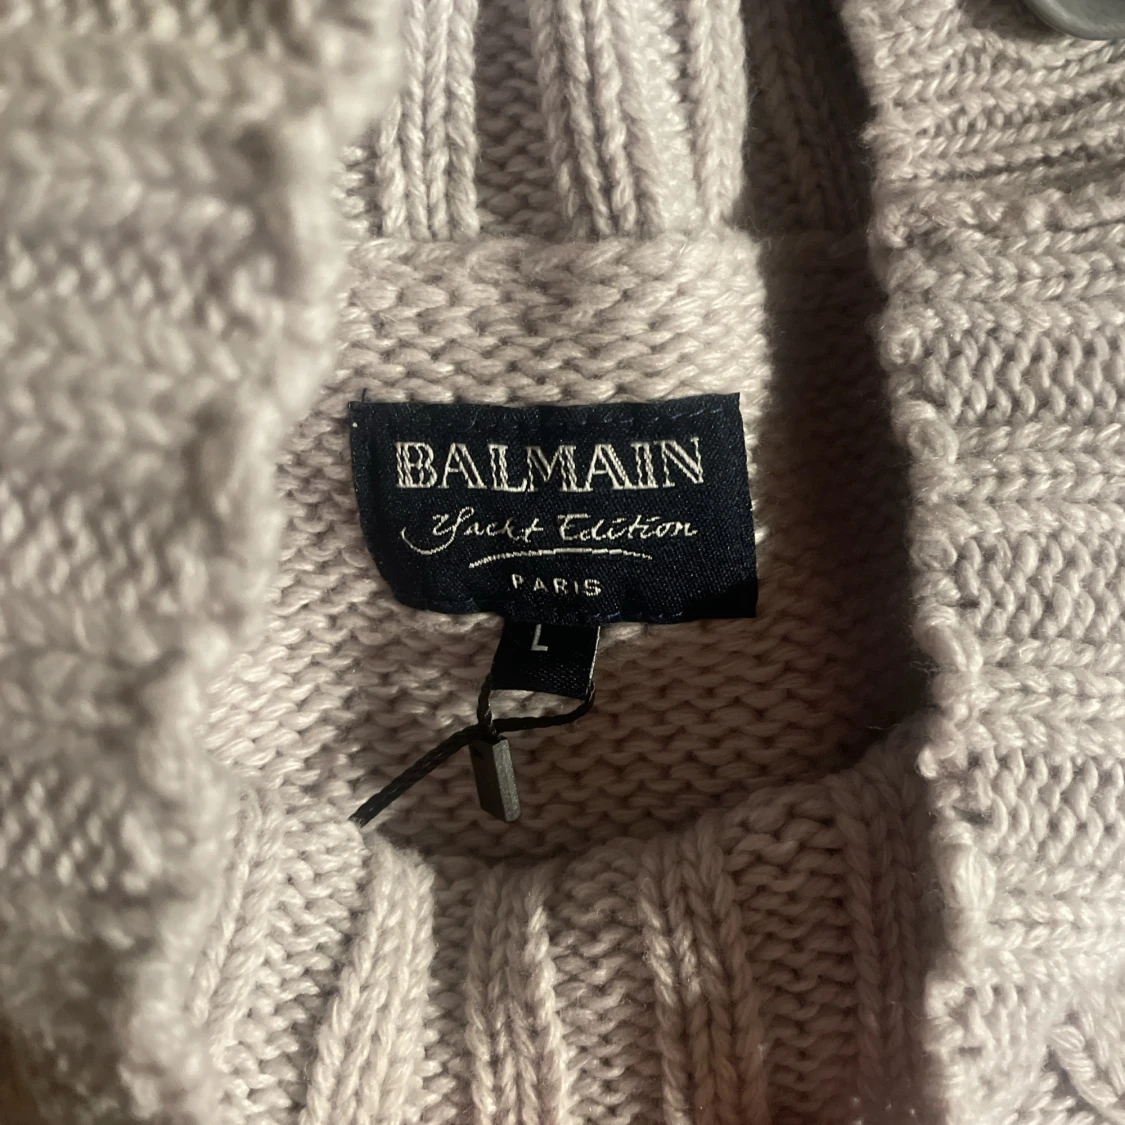 BALMAIN
Yacht Edition
PARIS
L